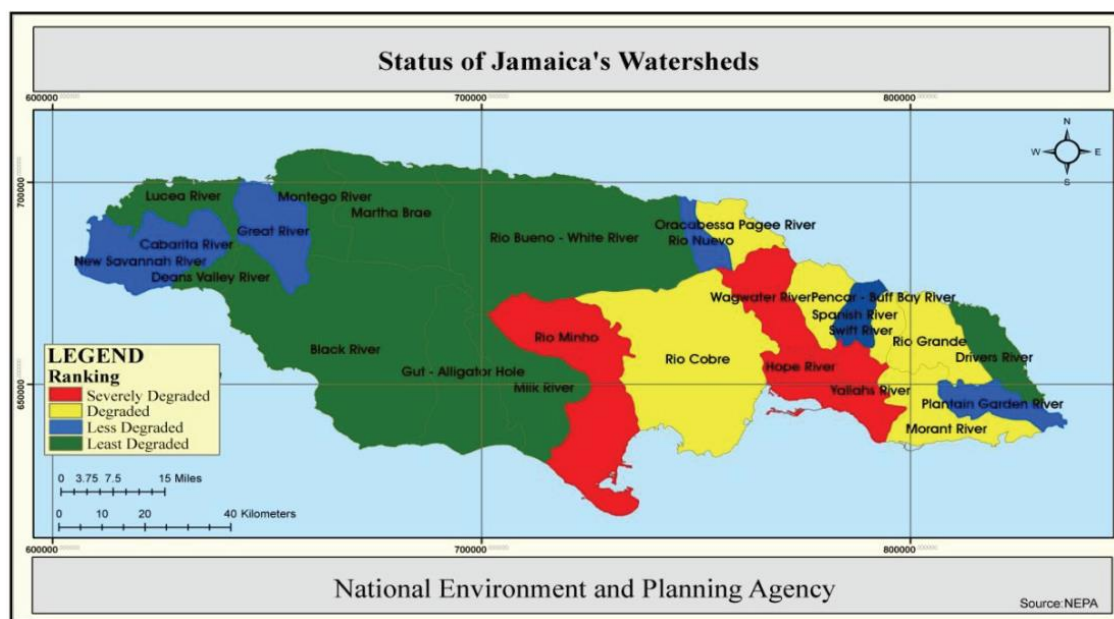 Status of Jamaica's Watersheds
600000
700000
800000
N
W E
S
700000
700000
Lucea River
Montego River
Martha Brae
Great River
Cabarita River
New Savannah River
Deans Valley River
Rio Bueno - White River
Oracabessa Pagee River
Rio Nuevo
Wagwater River
Pencar - Buff Bay River
Spanish River
Swift River
Rio Grande
Drivers River
Black River
Gut - Alligator Hole
Milk River
Rio Minho
Rio Cobre
Hope River
Yallahs River
Plantain Garden River
Morant River
650000
650000
LEGEND
Ranking
Severely Degraded
Degraded
Less Degraded
Least Degraded
0 3.75 7.5 15 Miles
0 10 20 40 Kilometers
600000
700000
800000
National Environment and Planning Agency
Source:NEPA